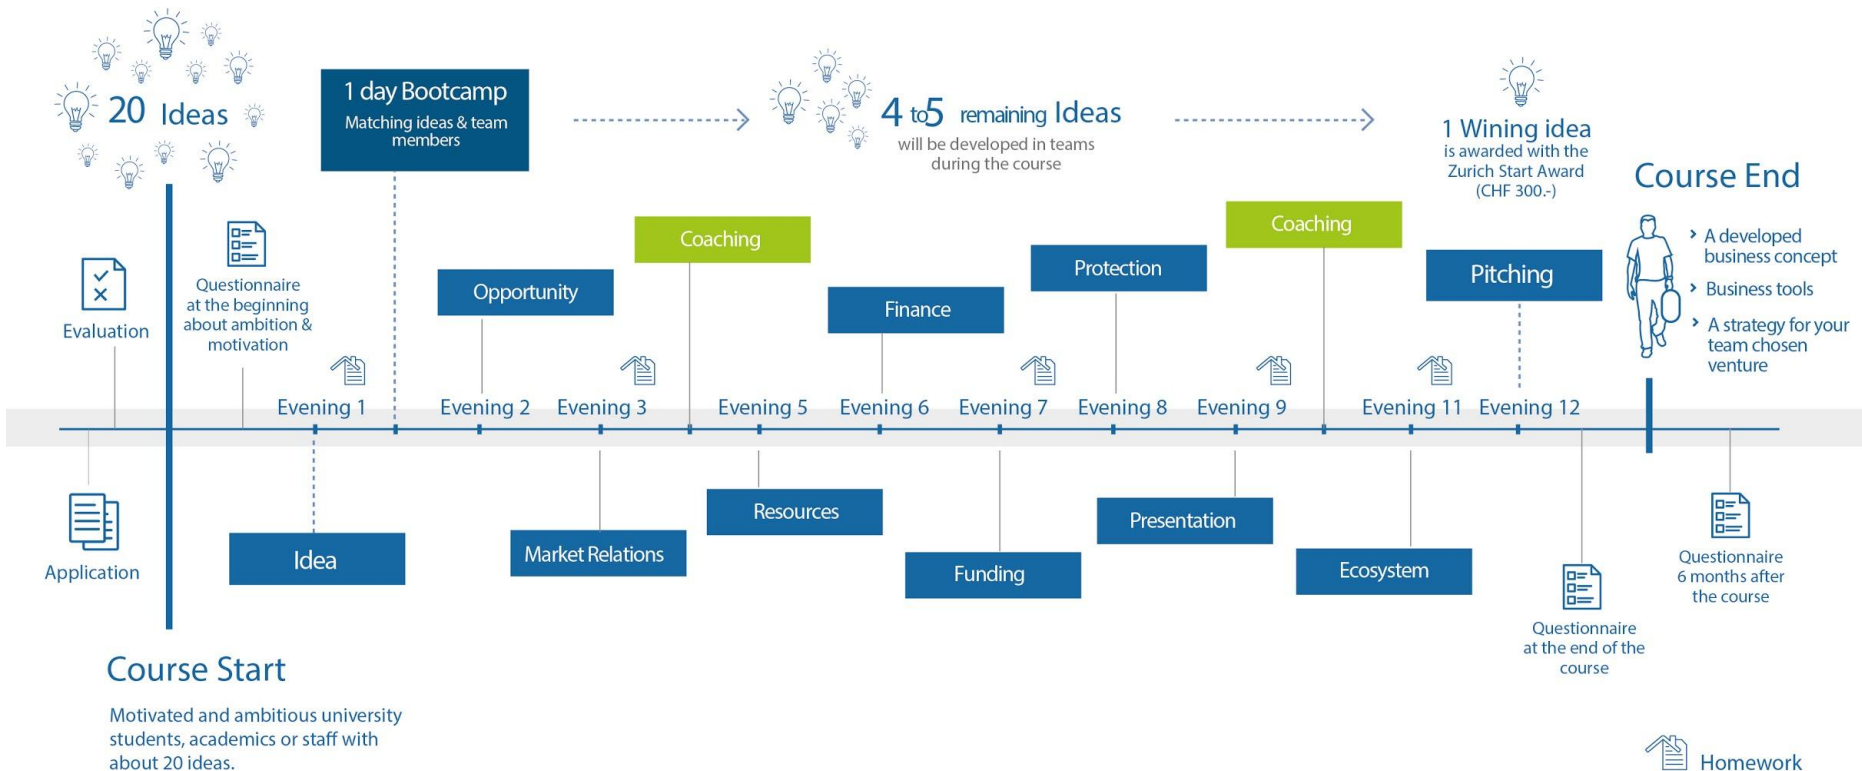 20 Ideas
1 day Bootcamp
Matching ideas & team
members
4 to5 remaining Ideas
will be developed in teams
during the course
1 Wining idea
is awarded with the
Zurich Start Award
(CHF 300.-)
Course End
A developed
business concept
Business tools
A strategy for your
team chosen
venture
Evaluation
Questionnaire
at the beginning
about ambition &
motivation
Opportunity
Coaching
Finance
Protection
Coaching
Pitching
Evening 1
Evening 2
Evening 3
Evening 5
Evening 6
Evening 7
Evening 8
Evening 9
Evening 11
Evening 12
Application
Idea
Market Relations
Resources
Funding
Presentation
Ecosystem
Questionnaire
at the end of the
course
Questionnaire
6 months after
the course
Course Start
Motivated and ambitious university
students, academics or staff with
about 20 ideas.
Homework